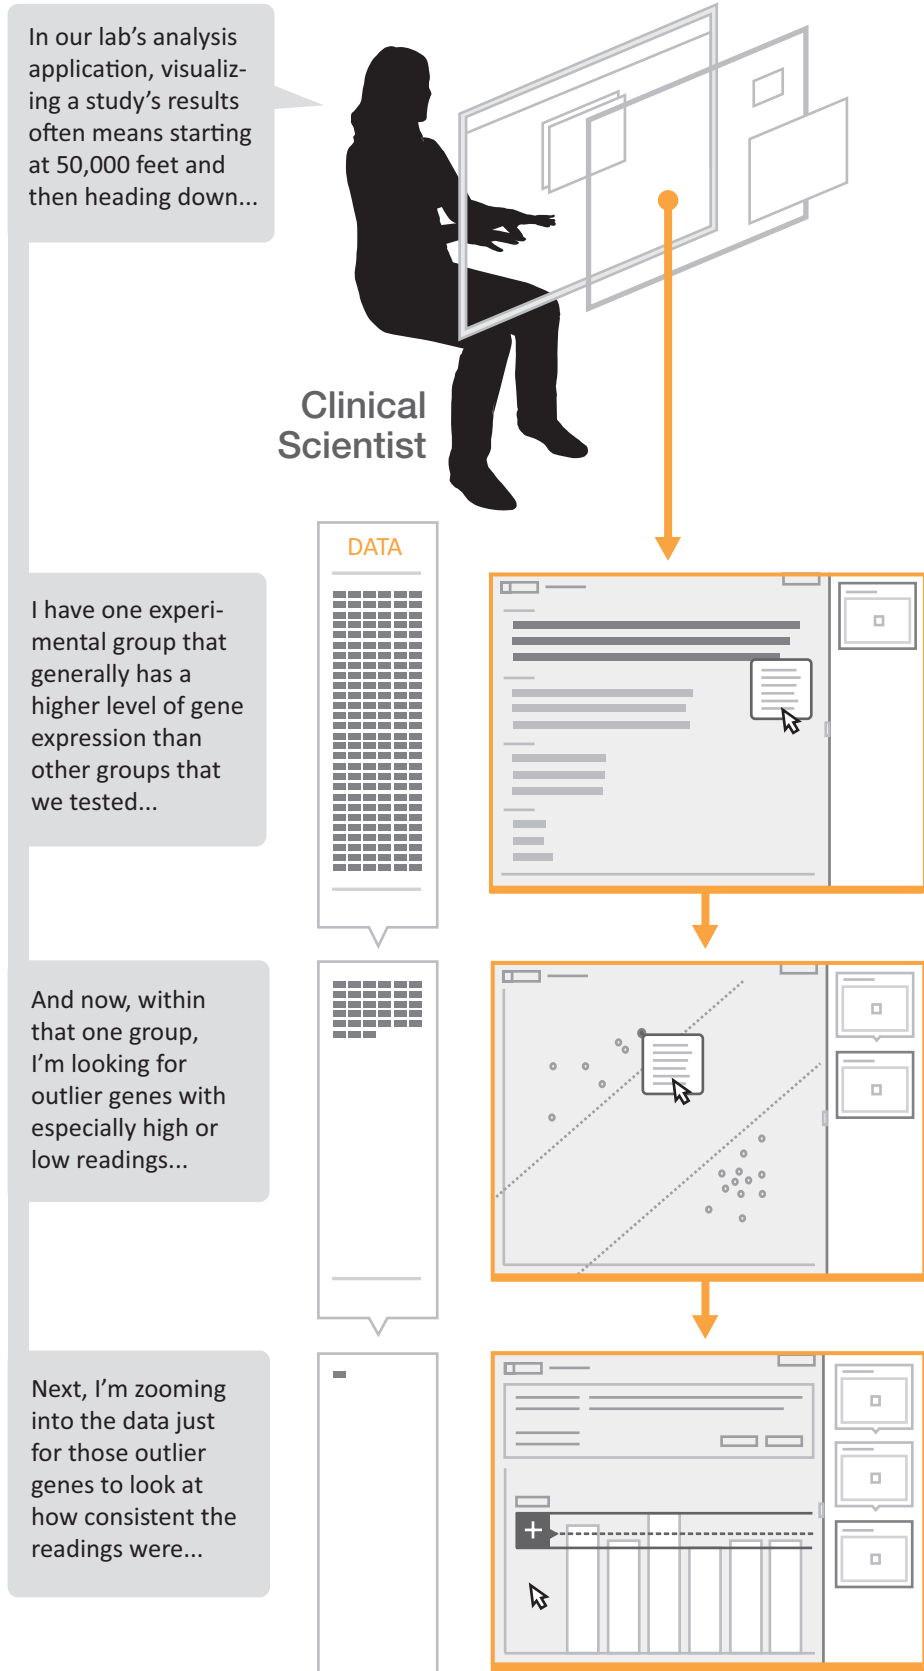 In our lab’s analysis
application, visualiz-
ing a study’s results
often means starting
at 50,000 feet and
then heading down...
Clinical
Scientist
DATA
I have one experi-
mental group that
generally has a
higher level of gene
expression than
other groups that
we tested...
And now, within
that one group,
I’m looking for
outlier genes with
especially high or
low readings...
Next, I’m zooming
into the data just
for those outlier
genes to look at
how consistent the
readings were...